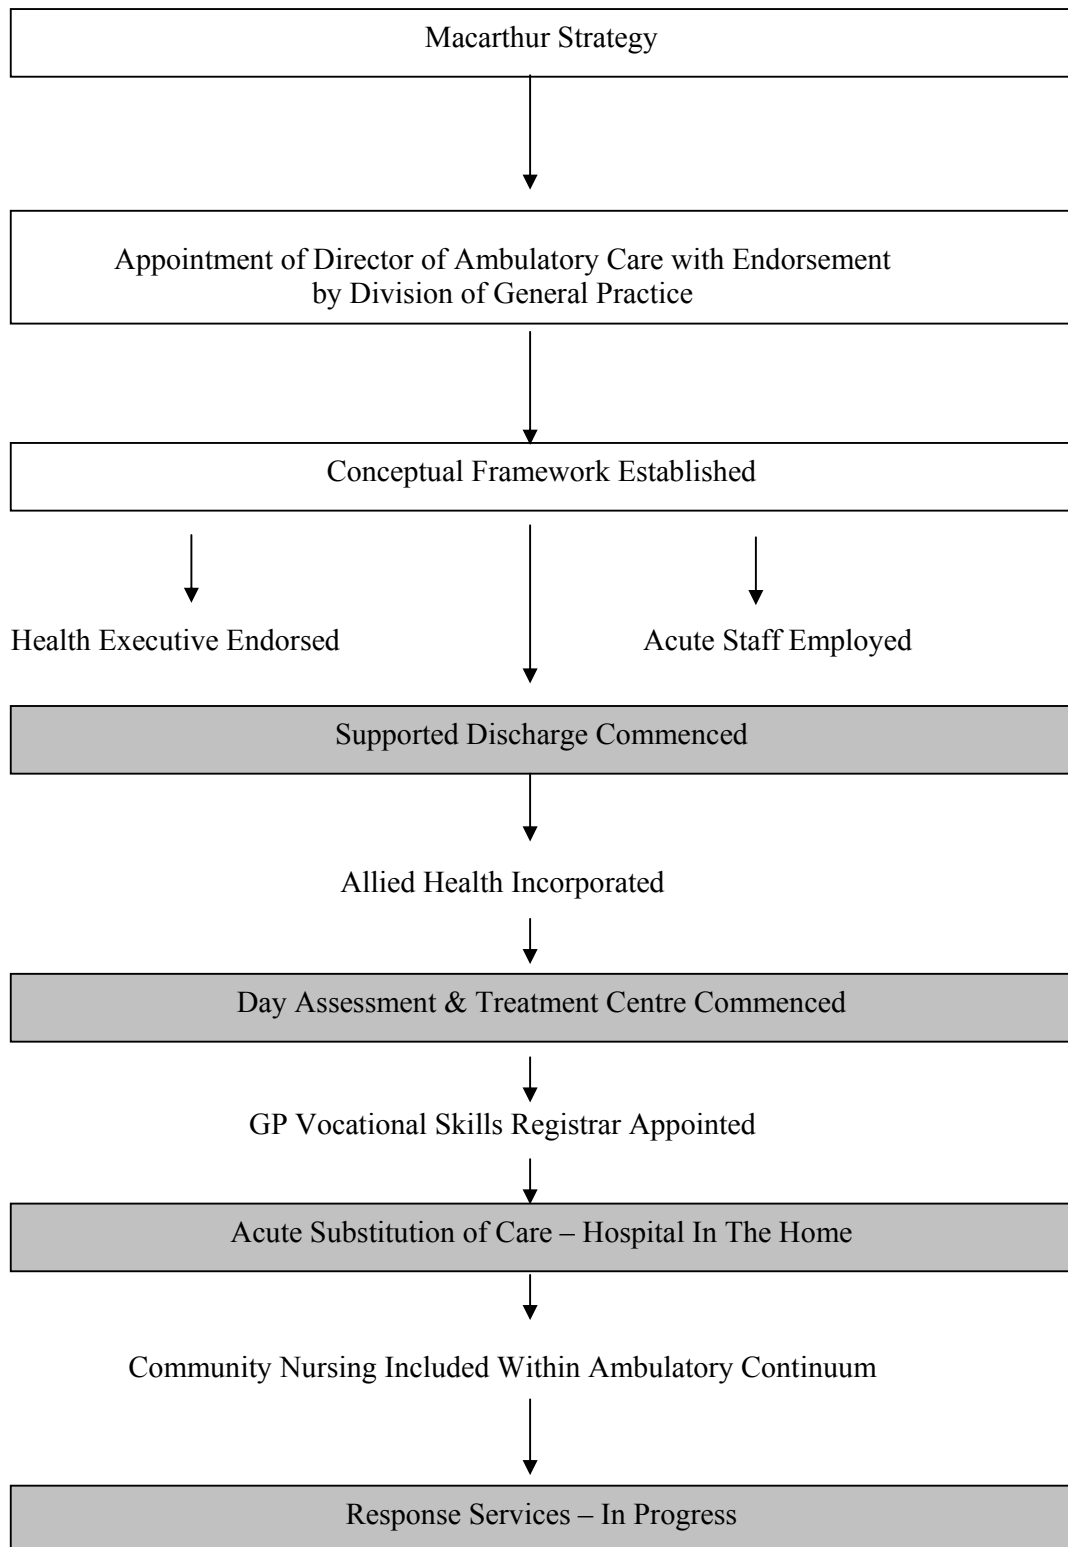 Macarthur Strategy
Appointment of Director of Ambulatory Care with Endorsement
by Division of General Practice
Conceptual Framework Established
Health Executive Endorsed
Acute Staff Employed
Supported Discharge Commenced
Allied Health Incorporated
Day Assessment & Treatment Centre Commenced
GP Vocational Skills Registrar Appointed
Acute Substitution of Care – Hospital In The Home
Community Nursing Included Within Ambulatory Continuum
Response Services – In Progress